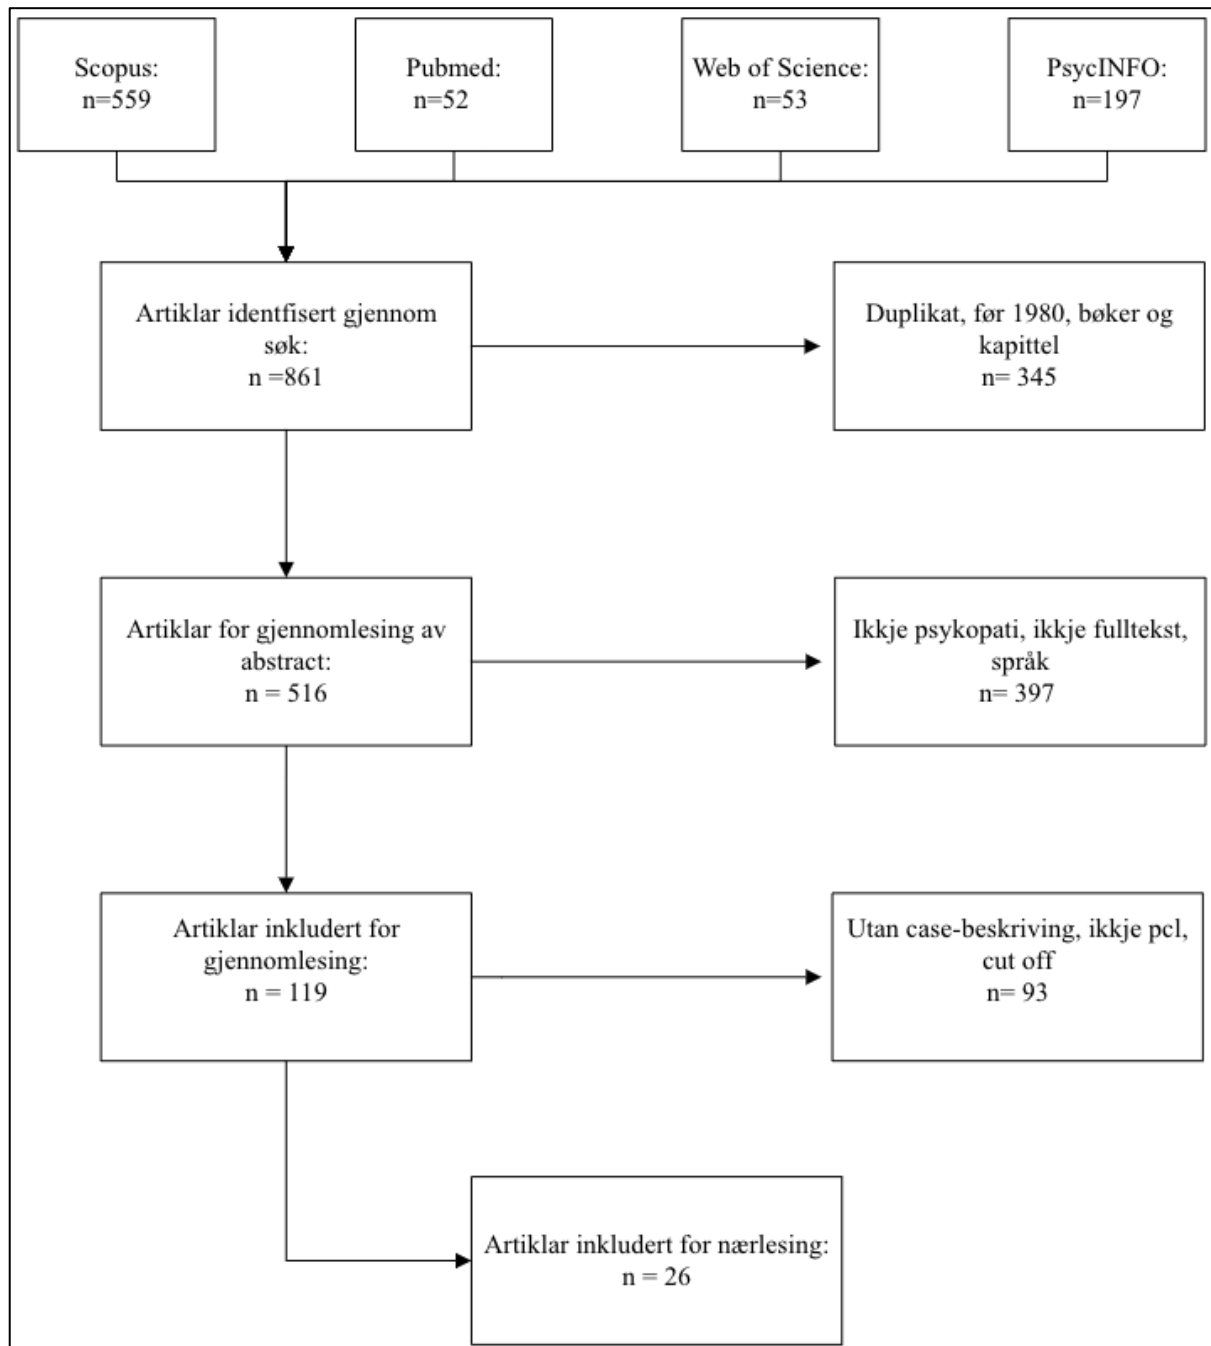 Scopus:
n=559
Pubmed:
n=52
Web of Science:
n=53
PsycINFO:
n=197
Artiklar identfisert gjennom
søk:
n =861
Duplikat, før 1980, bøker og
kapittel
n= 345
Artiklar for gjennomlesing av
abstract:
n = 516
Ikkje psykopati, ikkje fulltekst,
språk
n= 397
Artiklar inkludert for
gjennomlesing:
n = 119
Utan case-beskriving, ikkje pcl,
cut off
n= 93
Artiklar inkludert for nærlesing:
n = 26